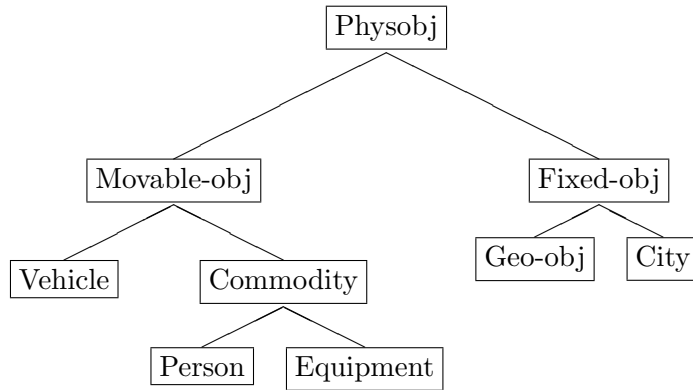 Physobj
Movable-obj Fixed-obj
Vehicle Commodity Geo-obj City
Person Equipment